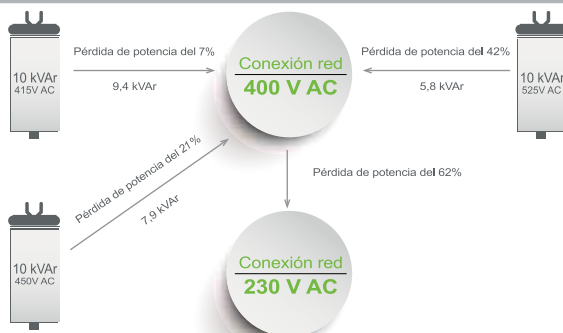 Pérdida de potencia del 7%
9,4 kVAr
10 kVAr
415V AC
Conexión red
400 V AC
Pérdida de potencia del 42%
5,8 kVAr
10 kVAr
525V AC
Pérdida de potencia del 21%
7,9 kVAr
10 kVAr
450V AC
Pérdida de potencia del 62%
Conexión red
230 V AC